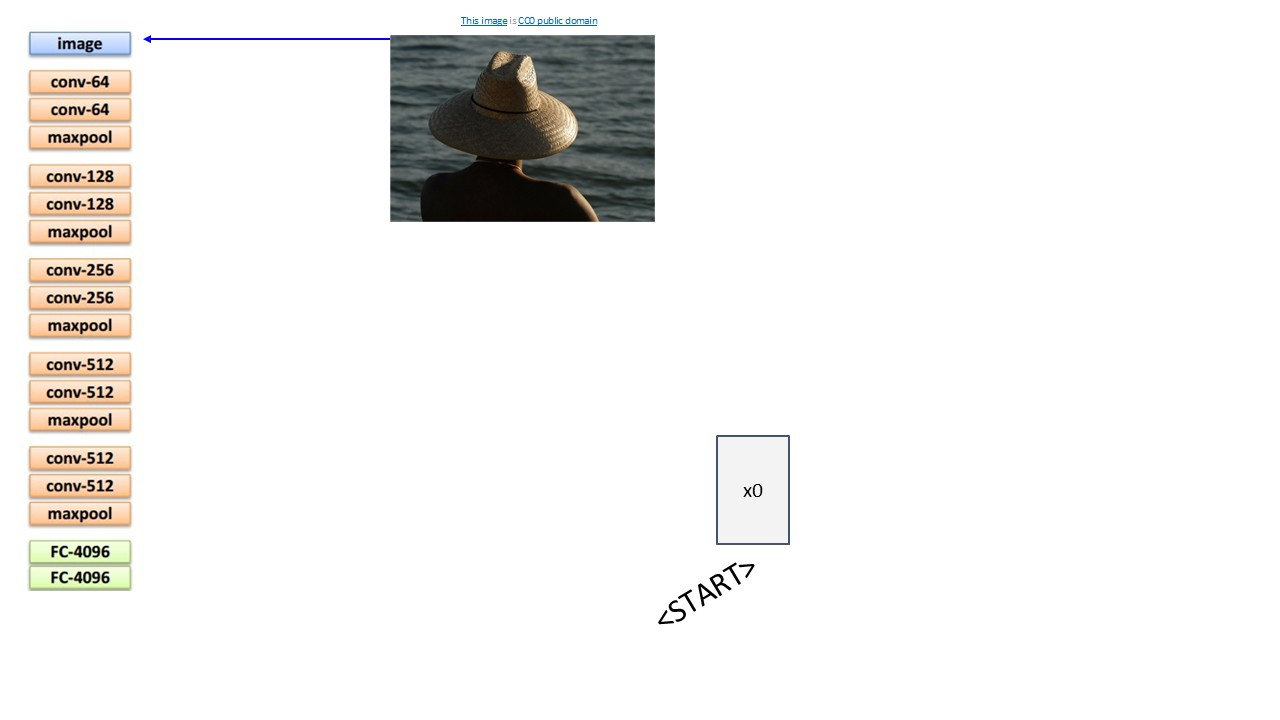 This image is CC0 public domain
image
conv-64
conv-64
maxpool
conv-128
conv-128
maxpool
conv-256
conv-256
maxpool
conv-512
conv-512
maxpool
conv-512
conv-512
maxpool
FC-4096
FC-4096
x0
<START>